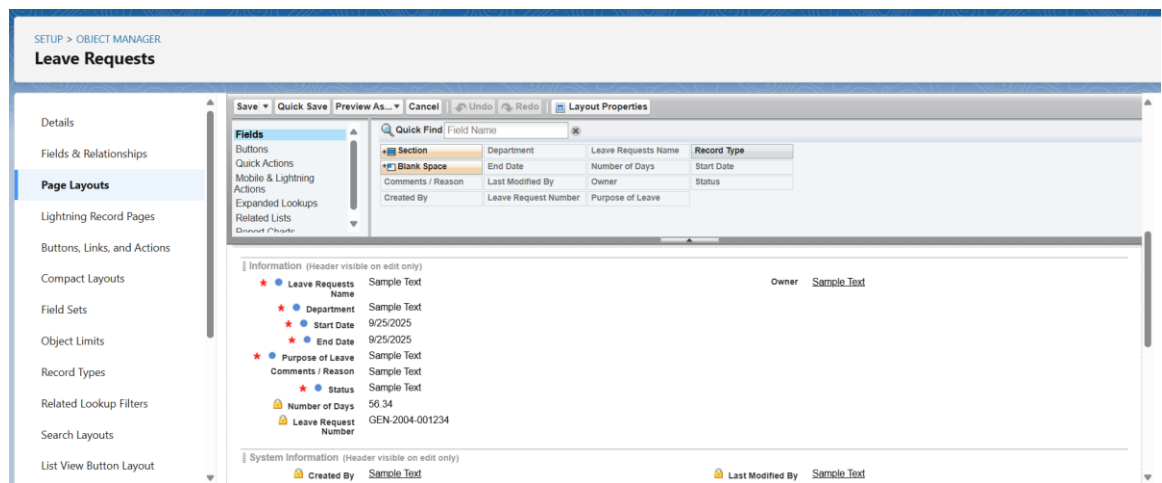 SETUP > OBJECT MANAGER
Leave Requests
Details
Fields & Relationships
Page Layouts
Lightning Record Pages
Buttons, Links, and Actions
Compact Layouts
Field Sets
Object Limits
Record Types
Related Lookup Filters
Search Layouts
List View Button Layout
Save Quick Save Preview As... Cancel Undo Redo Layout Properties
Fields
Buttons
Quick Actions
Mobile & Lightning
Actions
Expanded Lookups
Related Lists
Report Charts
Quick Find Field Name
Section Department Leave Requests Name Record Type
Blank Space End Date Number of Days Start Date
Comments / Reason Last Modified By Owner Status
Created By Leave Request Number Purpose of Leave
Information (Header visible on edit only)
* Leave Requests Name Sample Text Owner Sample Text
* Department Sample Text
* Start Date 9/25/2025
* End Date 9/25/2025
* Purpose of Leave Sample Text
Comments / Reason Sample Text
* Status Sample Text
Number of Days 56.34
Leave Request Number GEN-2004-001234
System Information (Header visible on edit only)
Created By Sample Text Last Modified By Sample Text